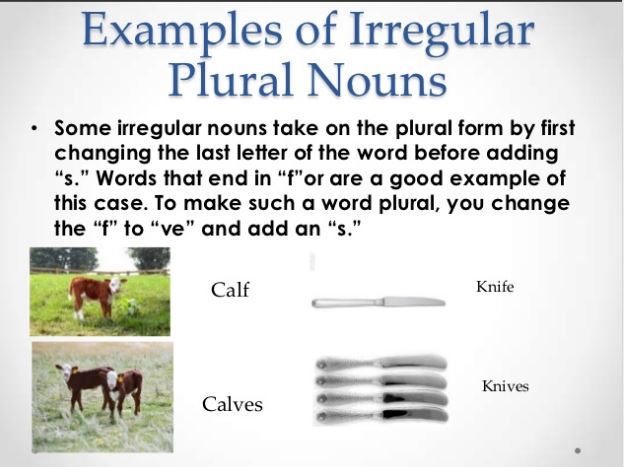 Examples of Irregular
Plural Nouns
• Some irregular nouns take on the plural form by first
changing the last letter of the word before adding
“s.” Words that end in “f”or are a good example of
this case. To make such a word plural, you change
the “f” to “ve” and add an “s.”
Calf
Knife
Calves
Knives